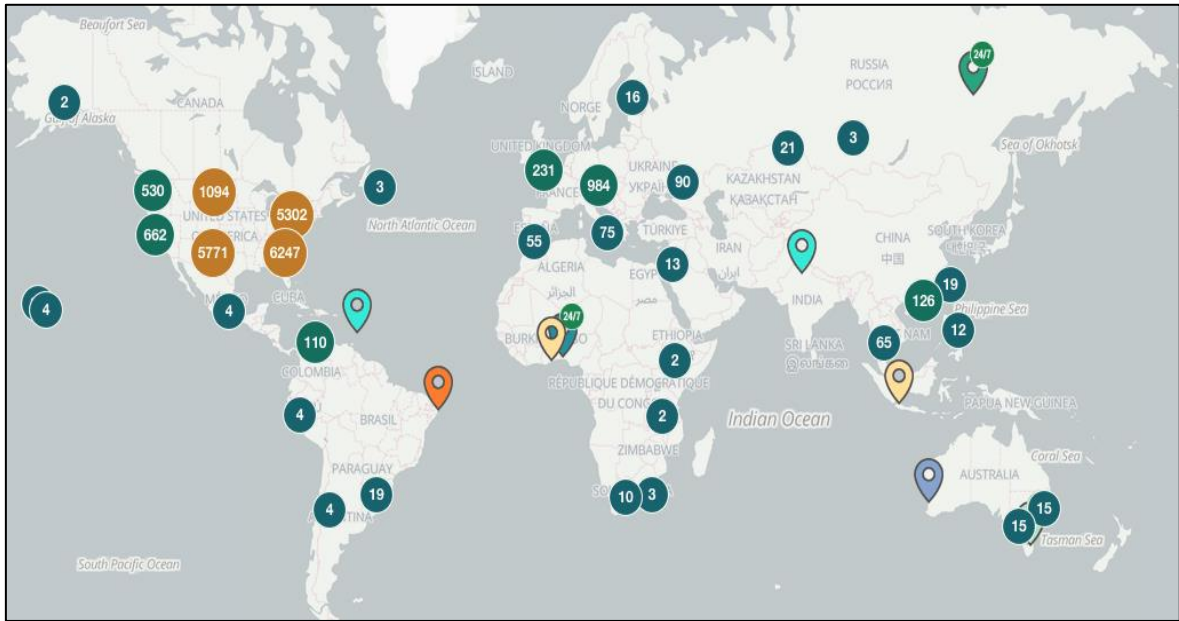 Beaufort Sea
24/7
RUSSIA
РОССИЯ
ISLAND
2
CANADA
16
NORGE
Gulf of Alaska
3
Sea of Okhotsk
UNITED KINGDOM
21
231
UKRAINE
530
1094
3
984
90
KAZAKHSTAN
FRANCE
ҚАЗАҚСТАН
5302
UNITED STATES
North Atlantic Ocean
75
TÜRKIYE
662
55
CHINA
SOUTH KOREA
5771
6247
IRAN
中国
ایران
ALGERIA
13
الجزائر
مصر
19
CUBA
INDIA
126
4
4
Philippine Sea
24/7
12
110
ETHIOPIA
SRI LANKA
65
COLOMBIA
இலங்கை
2
RÉPUBLIQUE DÉMOCRATIQUE
DU CONGO
PAPUA NEW GUINEA
4
BRASIL
2
Indian Ocean
ZIMBABWE
Coral Sea
PARAGUAY
AUSTRALIA
19
10
3
4
15
15
Tasman Sea
South Pacific Ocean